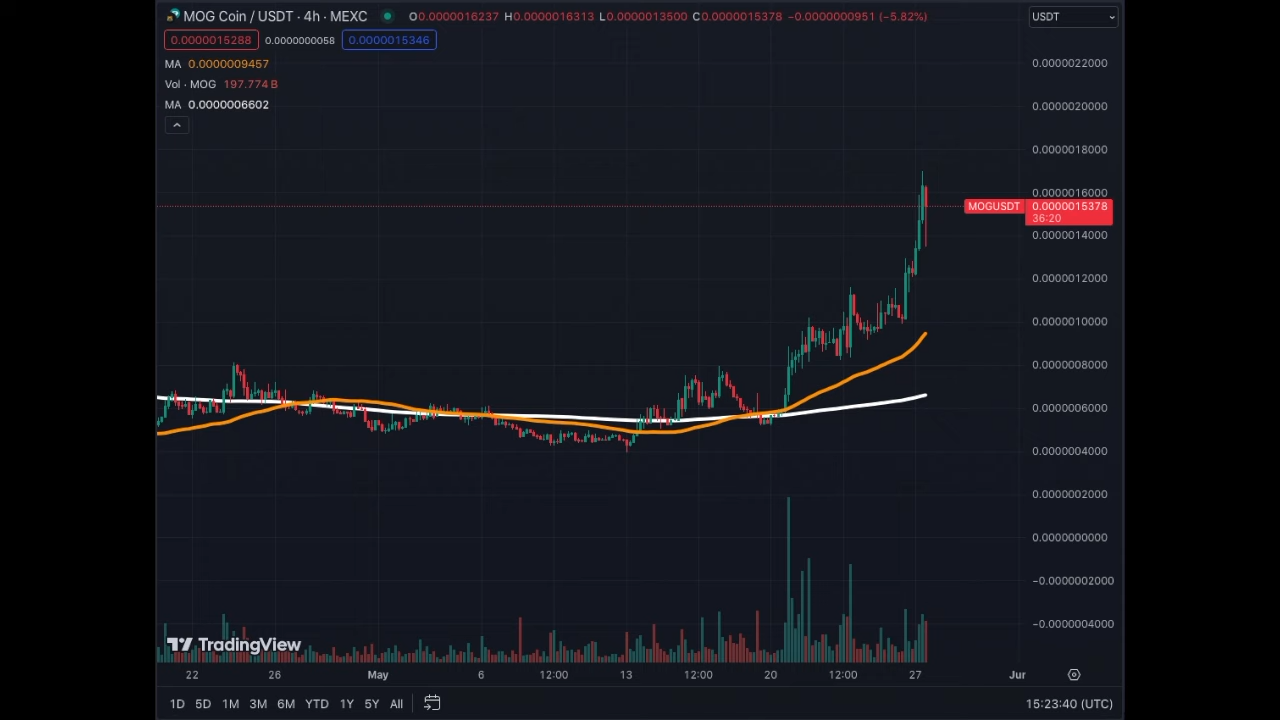 MOG Coin / USDT · 4h · MEXC O0.0000016237 H0.0000016313 L0.0000013500 C0.0000015378 −0.0000000951 (−5.82%)
USDT
0.0000015288 0.0000000058 0.0000015346
MA 0.0000009457
Vol · MOG 197.774 B
MA 0.0000006602
0.0000022000
0.0000020000
0.0000018000
0.0000016000
MOGUSDT 0.0000015378
36:20
0.0000014000
0.0000012000
0.0000010000
0.0000008000
0.0000006000
0.0000004000
0.0000002000
0.0000000000
−0.0000002000
−0.0000004000
TradingView
22 26 May 6 12:00 13 12:00 20 12:00 27 Jun
1D 5D 1M 3M 6M YTD 1Y 5Y All 15:23:40 (UTC)